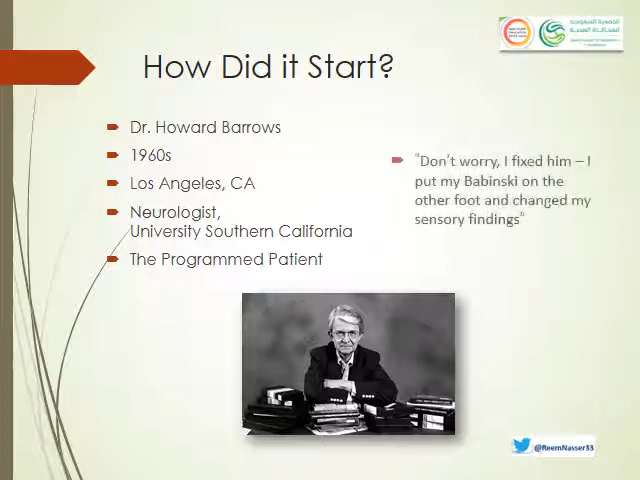 How Did it Start?
Dr. Howard Barrows
1960s
Los Angeles, CA
Neurologist,
University Southern California
The Programmed Patient
"Don't worry, I fixed him – I
put my Babinski on the
other foot and changed my
sensory findings"
@ReemNasser33